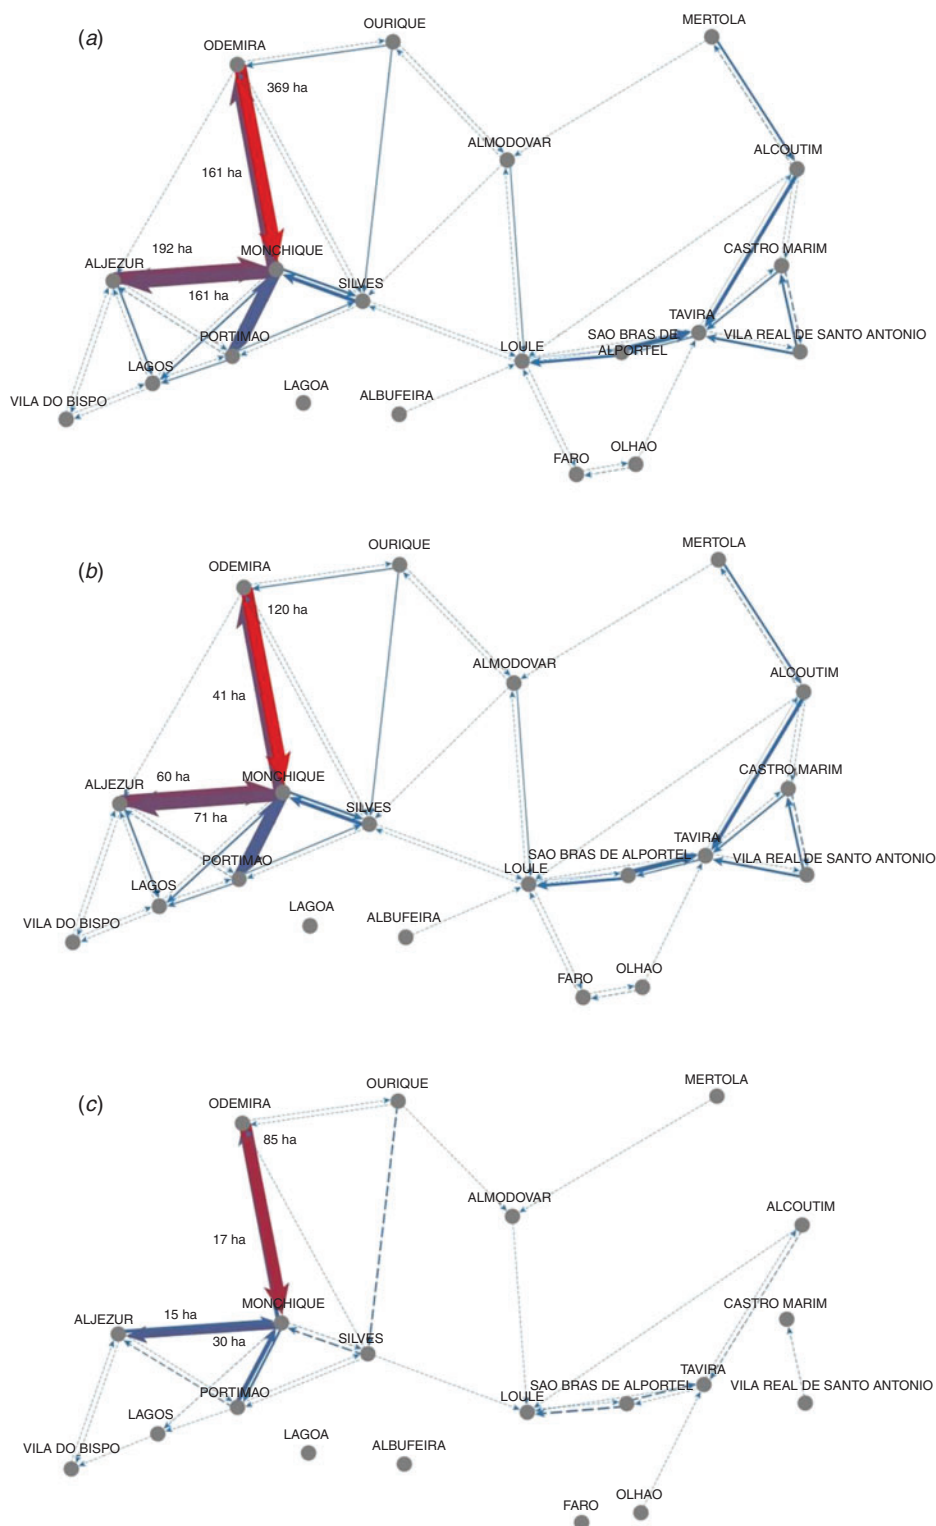 (a)
OURIQUE
MERTOLA
ODEMIRA
369 ha
ALMODOVAR
ALCOUTIM
161 ha
192 ha
MONCHIQUE
CASTRO MARIM
ALJEZUR
161 ha
SILVES
TAVIRA
PORTIMAO
SAO BRAS DE
ALPORTEL
VILA REAL DE SANTO ANTONIO
LOULE
LAGOS
LAGOA
ALBUFEIRA
VILA DO BISPO
FARO
OLHAO
(b)
OURIQUE
MERTOLA
ODEMIRA
120 ha
ALMODOVAR
ALCOUTIM
41 ha
60 ha
MONCHIQUE
CASTRO MARIM
ALJEZUR
71 ha
SILVES
TAVIRA
PORTIMAO
SAO BRAS DE ALPORTEL
VILA REAL DE SANTO ANTONIO
LOULE
LAGOS
LAGOA
ALBUFEIRA
VILA DO BISPO
FARO
OLHAO
(c)
OURIQUE
MERTOLA
ODEMIRA
85 ha
ALMODOVAR
ALCOUTIM
17 ha
15 ha
MONCHIQUE
CASTRO MARIM
ALJEZUR
30 ha
SILVES
TAVIRA
PORTIMAO
SAO BRAS DE ALPORTEL
VILA REAL DE SANTO ANTONIO
LOULE
LAGOS
LAGOA
ALBUFEIRA
VILA DO BISPO
FARO
OLHAO